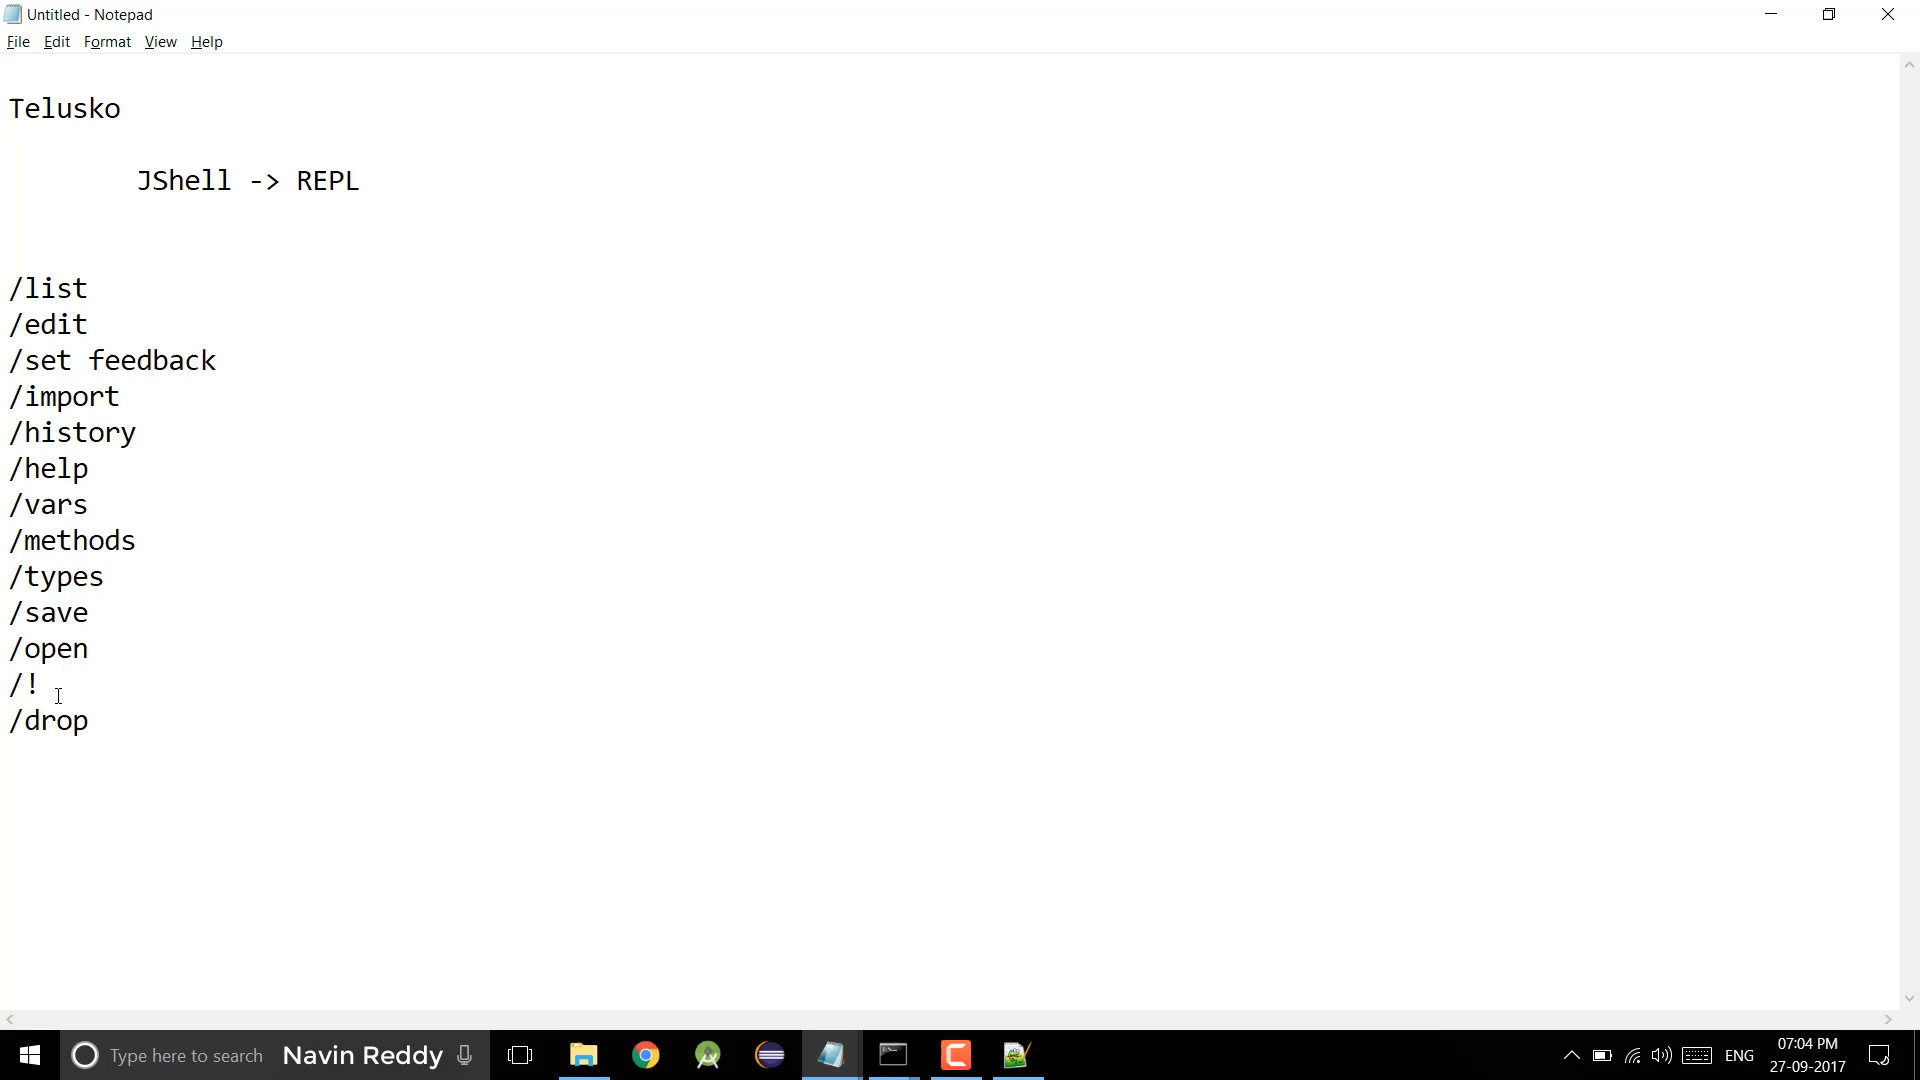 Untitled - Notepad
File Edit Format View Help
Telusko
JShell -> REPL
/list
/edit
/set feedback
/import
/history
/help
/vars
/methods
/types
/save
/open
/!
/drop
Type here to search Navin Reddy ENG 07:04 PM
27-09-2017